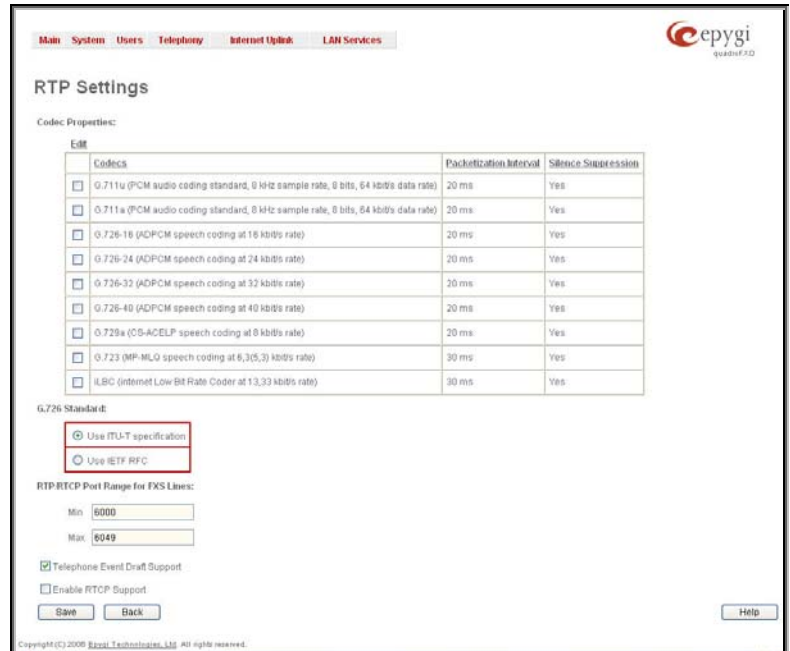 Main System Users Telephony Internet Uplink LAN Services
epygi
quadroFXO
RTP Settings
Codec Properties:
Edit
Codecs Packetization Interval Silence Suppression
G.711u (PCM audio coding standard, 8 kHz sample rate, 8 bits, 64 kbit/s data rate) 20 ms Yes
G.711a (PCM audio coding standard, 8 kHz sample rate, 8 bits, 64 kbit/s data rate) 20 ms Yes
G.726-16 (ADPCM speech coding at 16 kbit/s rate) 20 ms Yes
G.726-24 (ADPCM speech coding at 24 kbit/s rate) 20 ms Yes
G.726-32 (ADPCM speech coding at 32 kbit/s rate) 20 ms Yes
G.726-40 (ADPCM speech coding at 40 kbit/s rate) 20 ms Yes
G.729a (CS-ACELP speech coding at 8 kbit/s rate) 20 ms Yes
G.723 (MP-MLQ speech coding at 6,3(5,3) kbit/s rate) 30 ms Yes
iLBC (internet Low Bit Rate Coder at 13,33 kbit/s rate) 30 ms Yes
G.726 Standard:
Use ITU-T specification
Use IETF RFC
RTP/RTCP Port Range for FXS Lines:
Min 6000
Max 6049
Telephone Event Draft Support
Enable RTCP Support
Save Back Help
Copyright (C) 2008 Epygi Technologies, Ltd. All rights reserved.